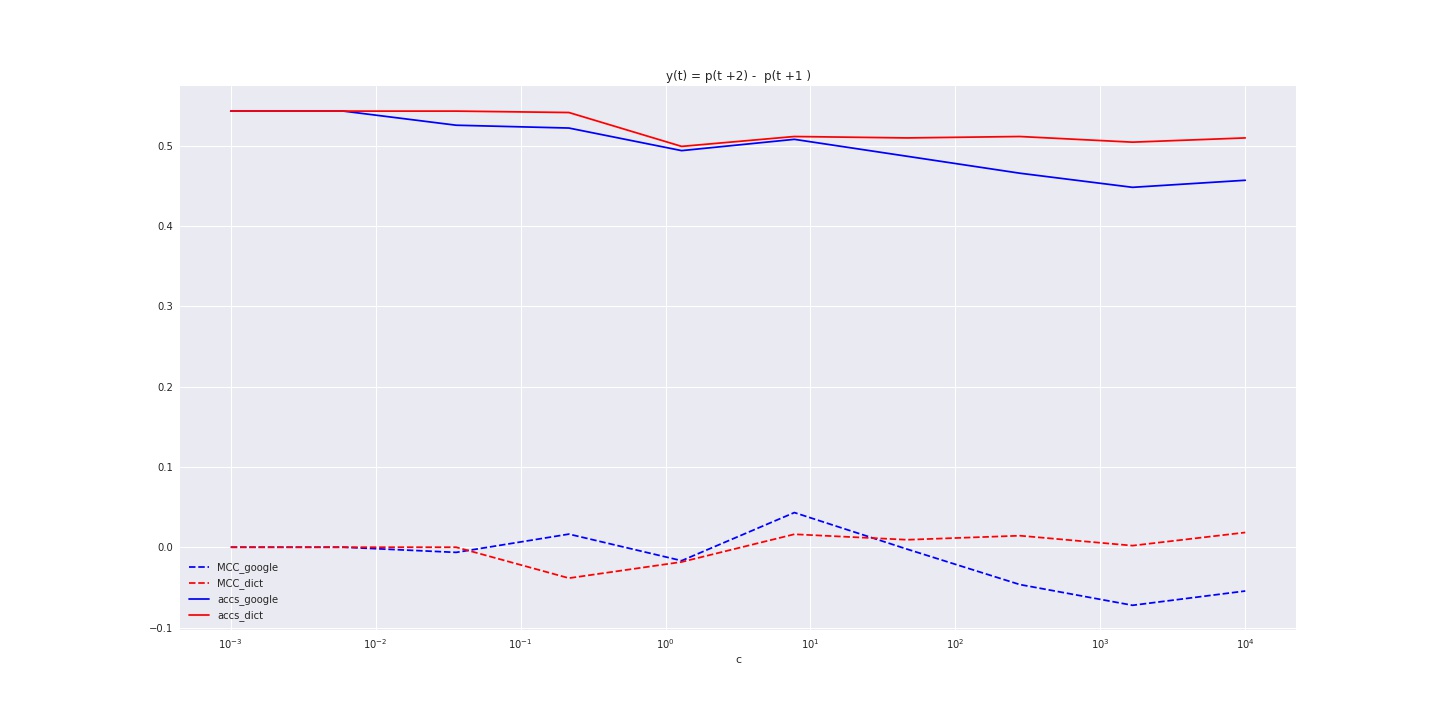 y(t) = p(t +2) -  p(t +1 )
0.5
0.4
0.3
0.2
0.1
0.0
−0.1
MCC_google
MCC_dict
accs_google
accs_dict
10⁻³ 10⁻² 10⁻¹ 10⁰ 10¹ 10² 10³ 10⁴
c